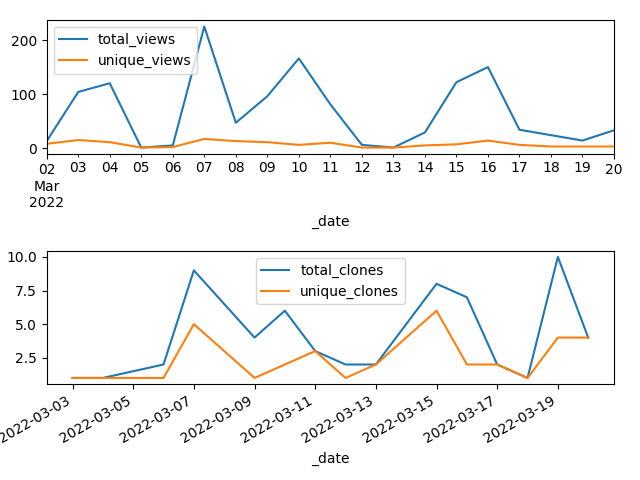 200
100
0
total_views
unique_views
02 03 04 05 06 07 08 09 10 11 12 13 14 15 16 17 18 19 20
Mar
2022
_date
10.0
7.5
5.0
2.5
total_clones
unique_clones
2022-03-03 2022-03-05 2022-03-07 2022-03-09 2022-03-11 2022-03-13 2022-03-15 2022-03-17 2022-03-19
_date